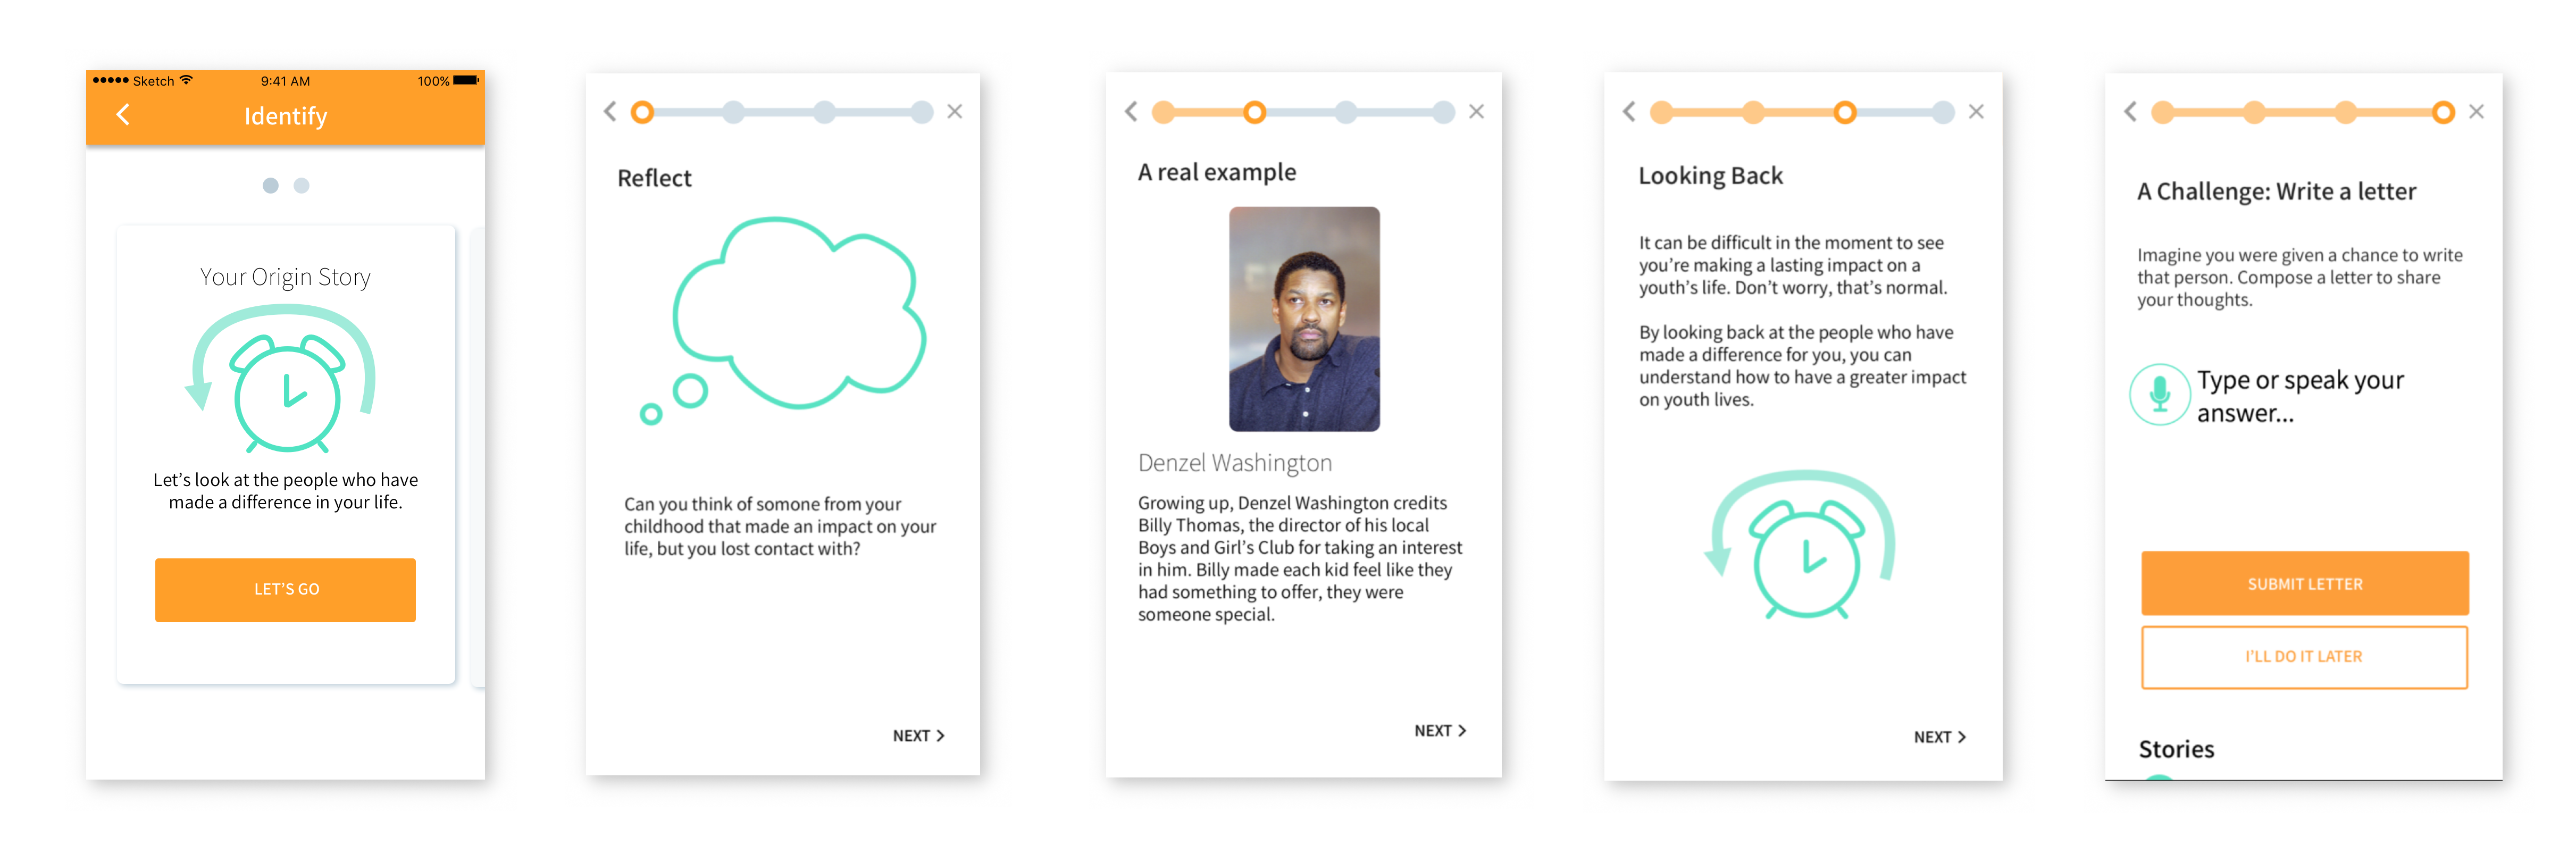 Sketch
9:41 AM
100%
Identify
Your Origin Story
Let's look at the people who have
made a difference in your life.
LET'S GO
Reflect
Can you think of somone from your
childhood that made an impact on your
life, but you lost contact with?
NEXT >
A real example
Denzel Washington
Growing up, Denzel Washington credits
Billy Thomas, the director of his local
Boys and Girl's Club for taking an interest
in him. Billy made each kid feel like they
had something to offer, they were
someone special.
NEXT >
Looking Back
It can be difficult in the moment to see
you're making a lasting impact on a
youth's life. Don't worry, that's normal.
By looking back at the people who have
made a difference for you, you can
understand how to have a greater impact
on youth lives.
NEXT >
A Challenge: Write a letter
Imagine you were given a chance to write
that person. Compose a letter to share
your thoughts.
Type or speak your
answer...
SUBMIT LETTER
I'LL DO IT LATER
Stories